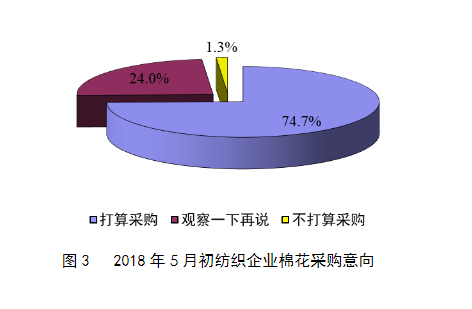 1.3%
24.0%
74.7%
打算采购 观察一下再说 不打算采购
图 3 2018 年 5 月初纺织企业棉花采购意向